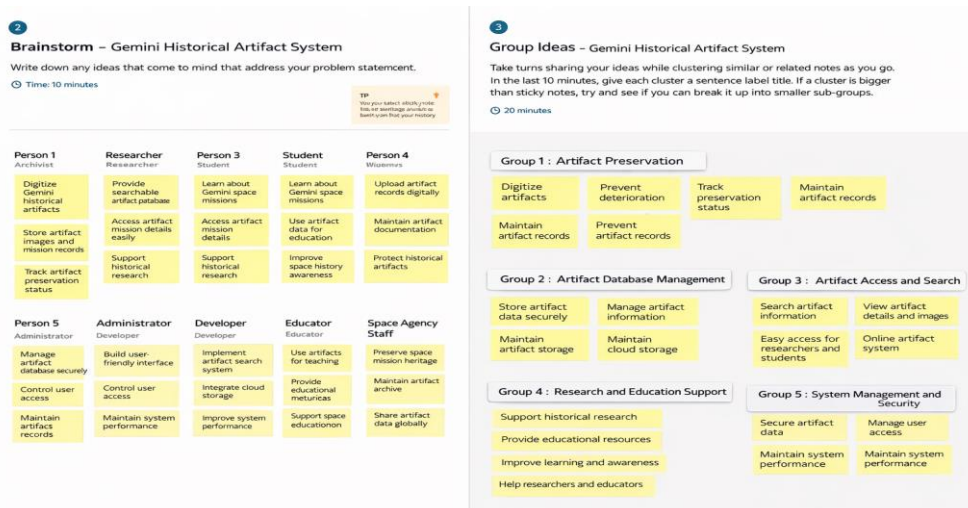 2
Brainstorm – Gemini Historical Artifact System
Write down any ideas that come to mind that address your problem statemcent.
Time: 10 minutes
TP
Person 1
Archivist
Digitize
Gemini
historical
artifacts
Store artifact
images and
mission records
Track artifact
preservation
status
Researcher
Researcher
Provide
searchable
artifact patabase
Access artifact
mission details
easily
Support
historical
research
Person 3
Student
Learn about
Gemini space
missions
Access artifact
mission
details
Support
historical
research
Student
Student
Learn about
Gemini space
missions
Use artifact
data for
education
Improve
space history
awareness
Person 4
Upload artifact
records digitally
Maintain artifact
documentation
Protect historical
artifacts
Person 5
Administrator
Manage
artifact
database securely
Control user
access
Maintain
artifacs
records
Administrator
Developer
Build user-
friendly interface
Control user
access
Maintain system
performance
Developer
Developer
Implement
artifact search
system
Integrate cloud
storage
Improve system
performance
Educator
Educator
Use artifacts
for teaching
Provide
educational
meturicas
Support space
educationon
Space Agency
Staff
Preserve space
mission heritage
Maintain artifact
archive
Share artifact
data globally
3
Group Ideas – Gemini Historical Artifact System
Take turns sharing your ideas while clustering similar or related notes as you go.
In the last 10 minutes, give each cluster a sentence label title. If a cluster is bigger
than sticky notes, try and see if you can break it up into smaller sub-groups.
20 minutes
Group 1 : Artifact Preservation
Digitize
artifacts
Prevent
deterioration
Track
preservation
status
Maintain
artifact records
Maintain
artifact records
Prevent
artifact records
Group 2 : Artifact Database Management
Store artifact
data securely
Manage artifact
information
Maintain
artifact storage
Maintain
cloud storage
Group 3 : Artifact Access and Search
Search artifact
information
View artifact
details and images
Easy access for
researchers and
students
Online artifact
system
Group 4 : Research and Education Support
Support historical research
Provide educational resources
Improve learning and awareness
Help researchers and educators
Group 5 : System Management and
Security
Secure artifact
data
Manage user
access
Maintain system
performance
Maintain system
performance